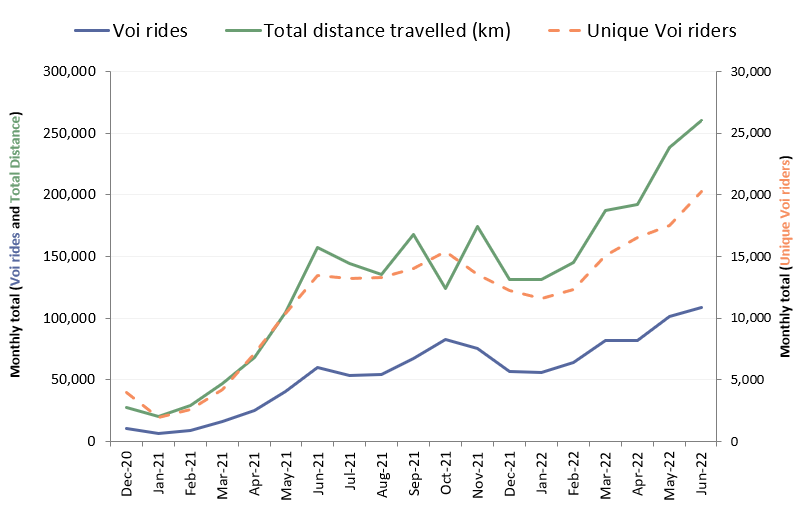 Voi rides Total distance travelled (km) Unique Voi riders
300,000 30,000
250,000 25,000
200,000 20,000
150,000 15,000
100,000 10,000
50,000 5,000
0 0
Monthly total (Voi rides and Total Distance)
Monthly total (Unique Voi riders)
Dec-20 Jan-21 Feb-21 Mar-21 Apr-21 May-21 Jun-21 Jul-21 Aug-21 Sep-21 Oct-21 Nov-21 Dec-21 Jan-22 Feb-22 Mar-22 Apr-22 May-22 Jun-22